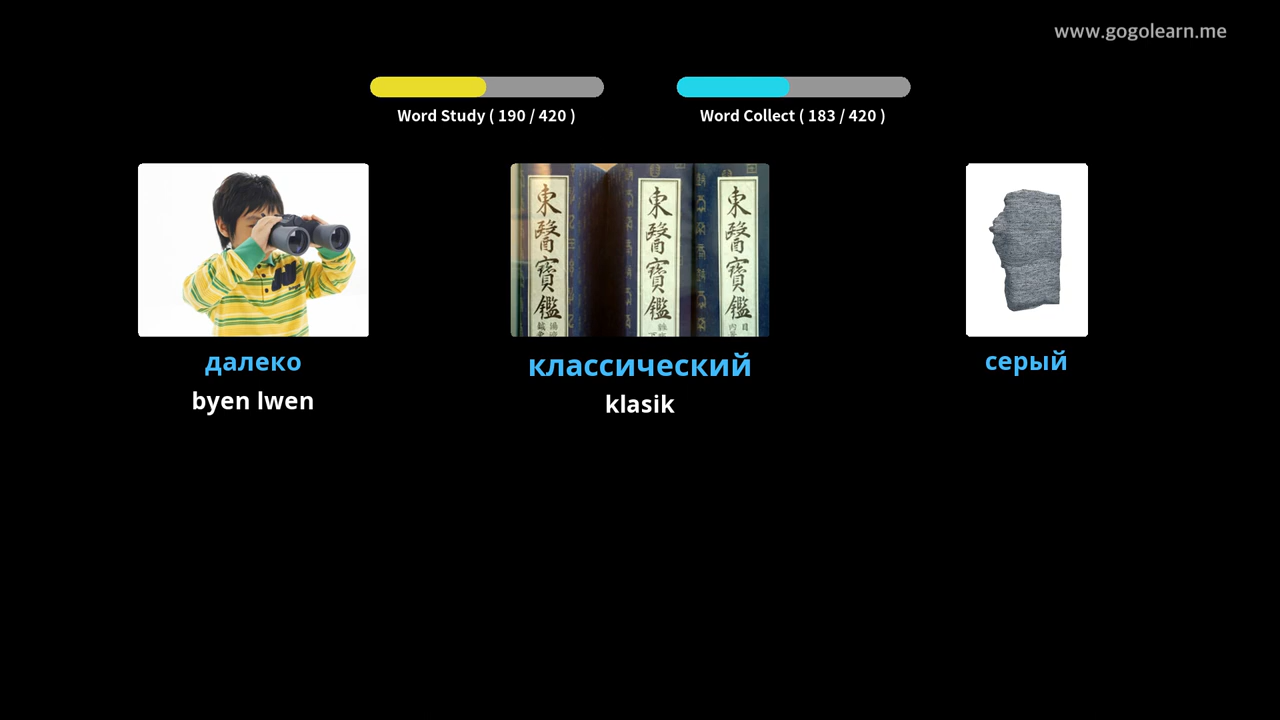 www.gogolearn.me
Word Study ( 190 / 420 )
Word Collect ( 183 / 420 )
東醫寶鑑
東醫寶鑑
東醫寶鑑
далеко
классический
серый
byen lwen
klasik